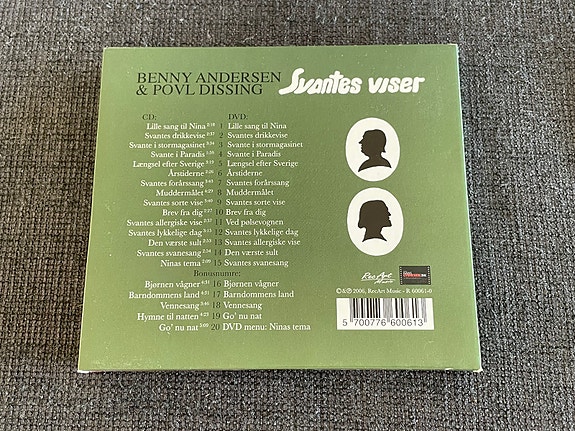 BENNY ANDERSEN
& POVL DISSING
Svantes viser
CD: DVD:
Lille sang til Nina 1 Lille sang til Nina
Svantes drikkevise 2 Svantes drikkevise
Svante i stormagasinet 3 Svante i stormagasinet
Svante i Paradis 4 Svante i Paradis
Længsel efter Sverige 5 Længsel efter Sverige
Årstiderne 6 Årstiderne
Svantes forårssang 7 Svantes forårssang
Muddermålet 8 Muddermålet
Svantes sorte vise 9 Svantes sorte vise
Brev fra dig 10 Brev fra dig
Svantes allergiske vise 11 Ved pølsevognen
Svantes lykkelige dag 12 Svantes lykkelige dag
Den værste sult 13 Svantes allergiske vise
Svantes svanesang 14 Den værste sult
Ninas tema 15 Svantes svanesang
Bonusnumre:
Bjørnen vågner 16 Bjørnen vågner
Barndommens land 17 Barndommens land
Vennesang 18 Vennesang
Hymne til natten 19 Go' nu nat
Go' nu nat 20 DVD menu: Ninas tema
RecArt
Music
©&℗ 2006, RecArt Music - R 60061-0
5 700776 600613